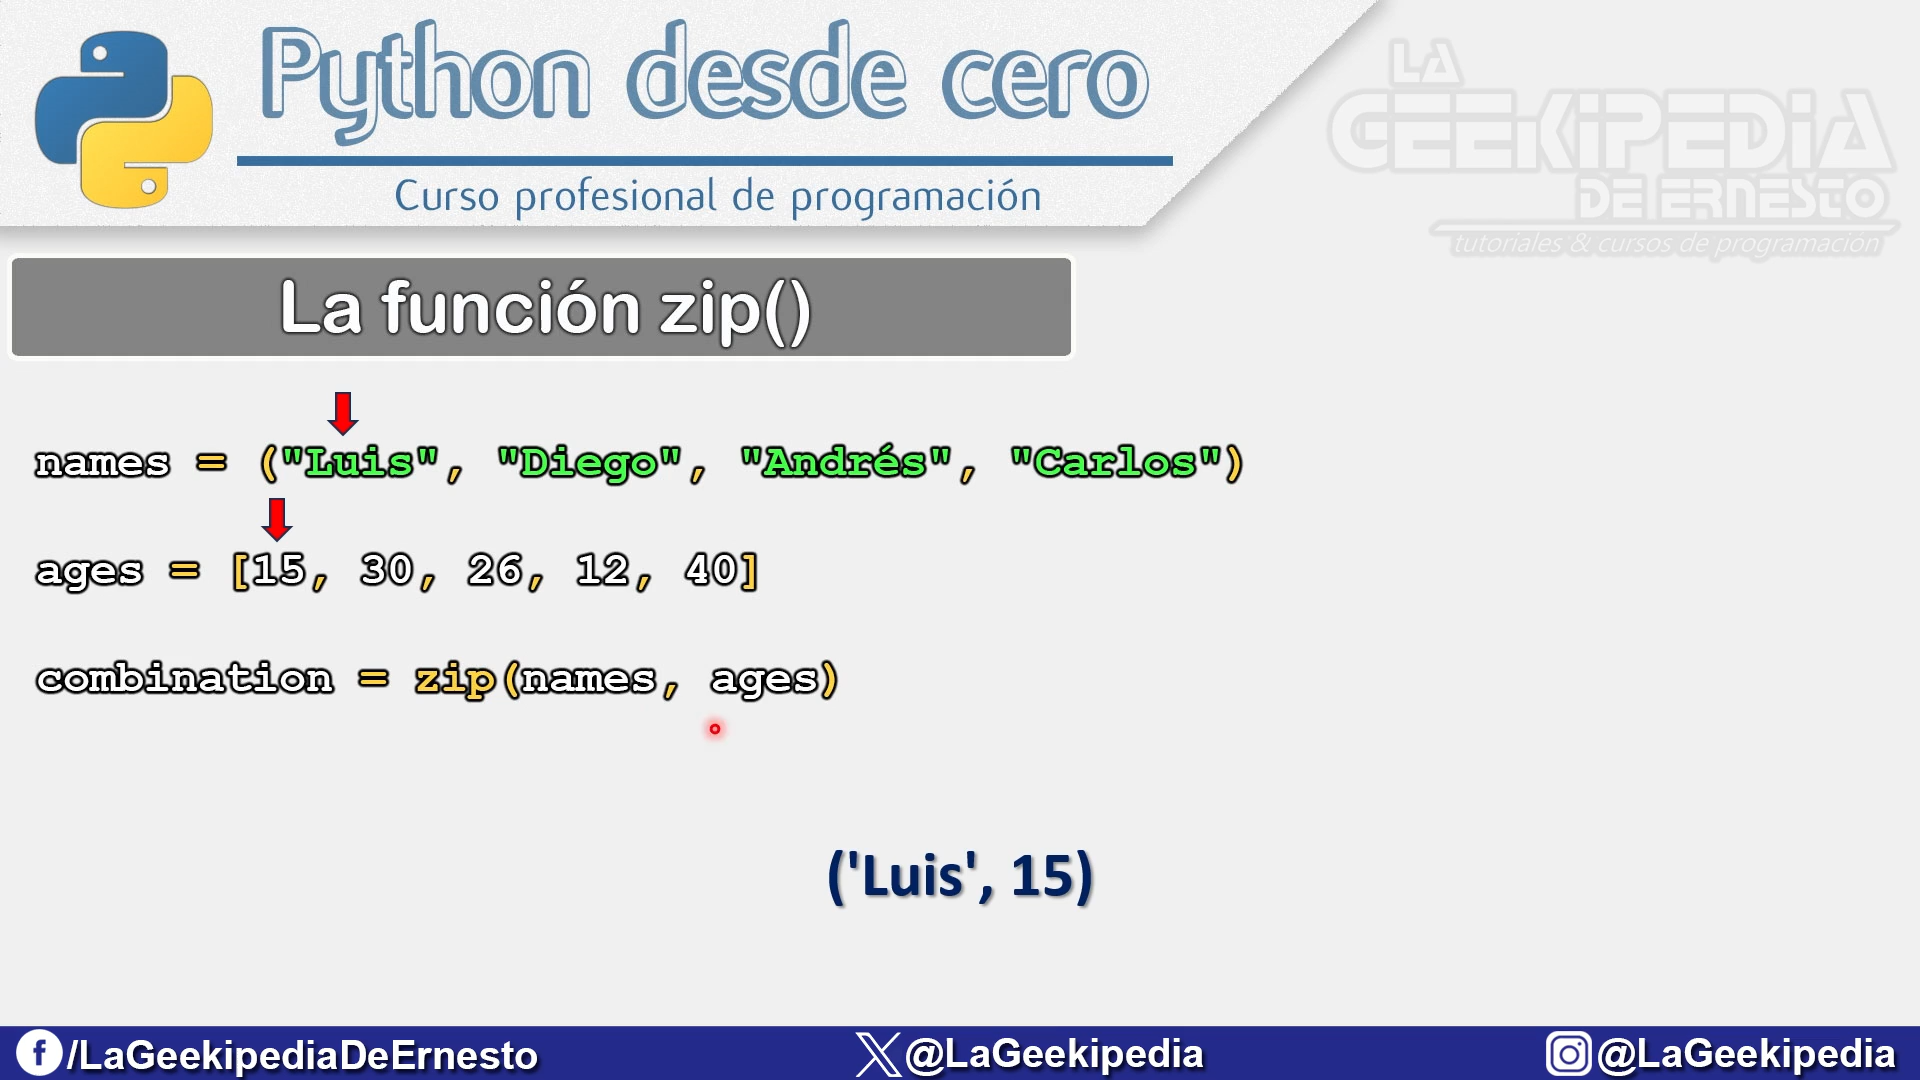 Python desde cero
Curso profesional de programación
LA
GEEKIPEDIA
DE ERNESTO
tutoriales & cursos de programación
La función zip()
names = ("Luis", "Diego", "Andrés", "Carlos")
ages = [15, 30, 26, 12, 40]
combination = zip(names, ages)
('Luis', 15)
/LaGeekipediaDeErnesto
@LaGeekipedia
@LaGeekipedia